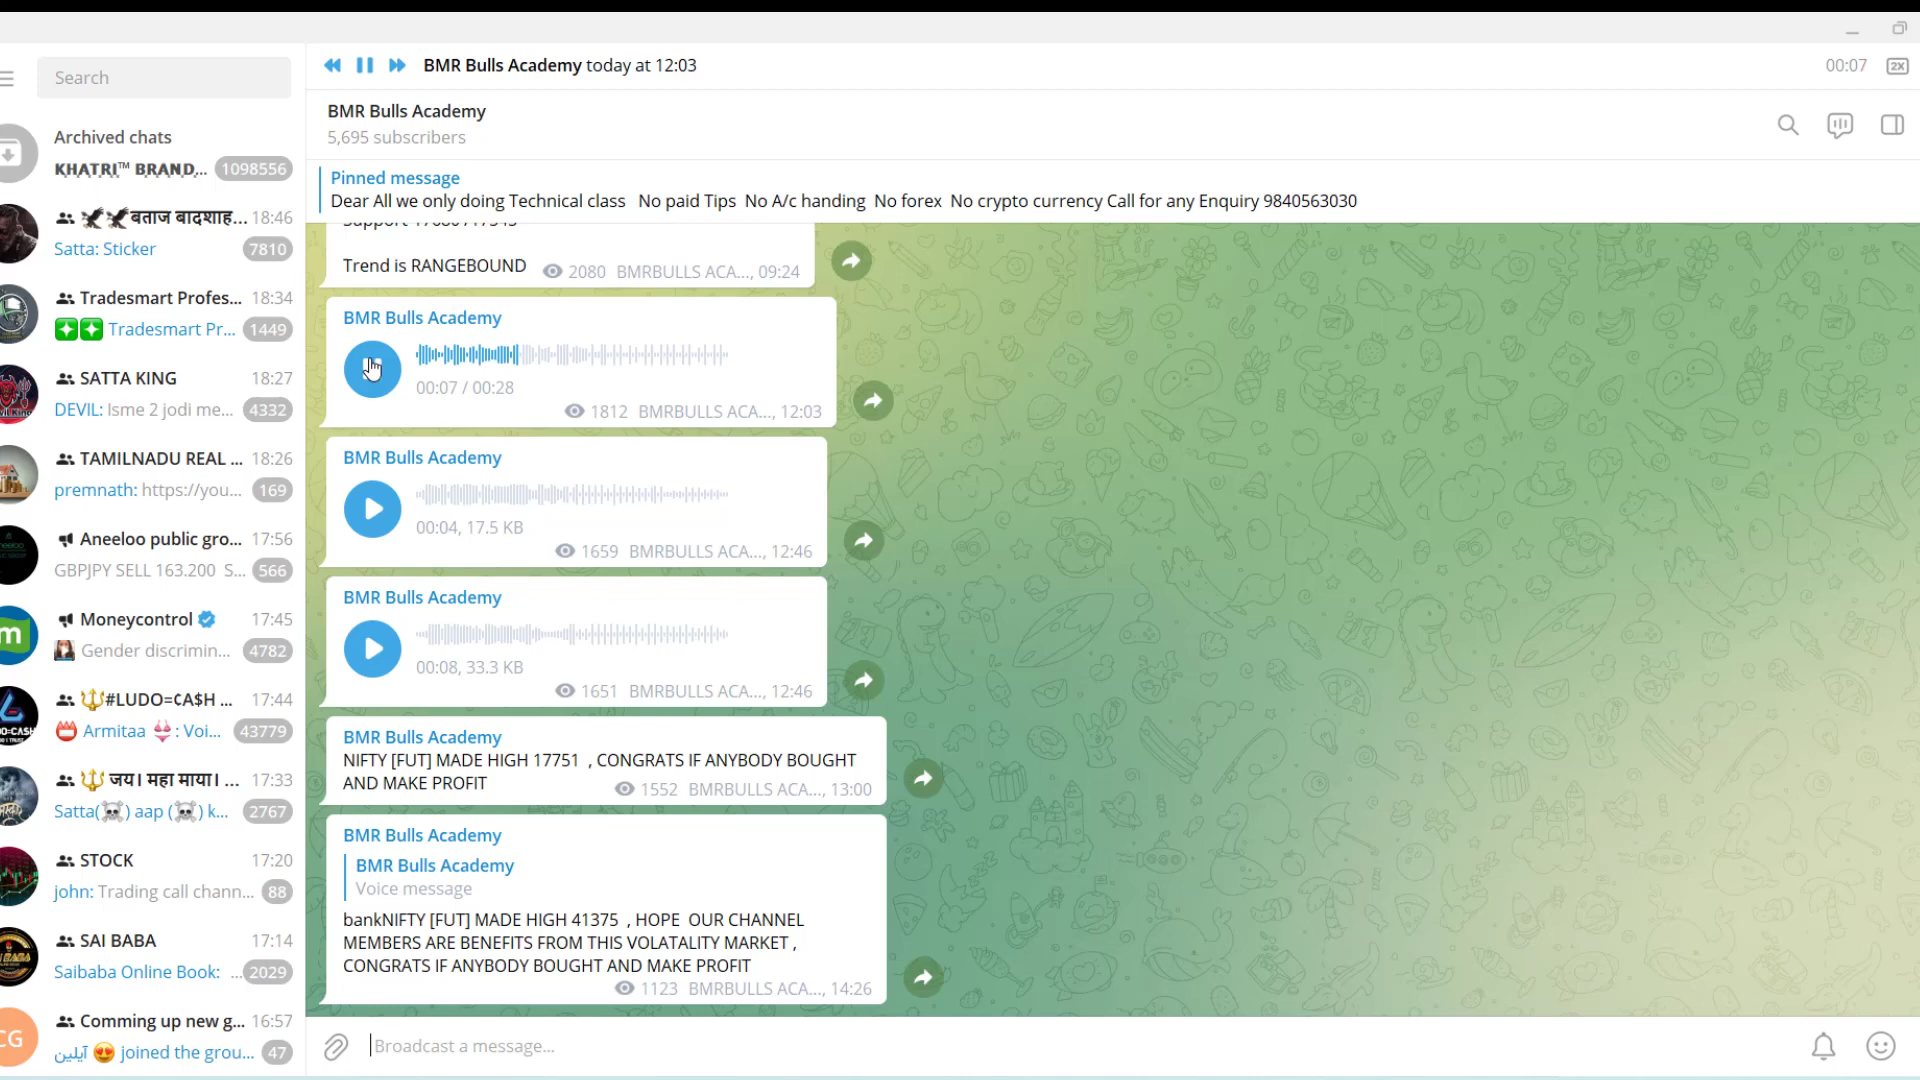 BMR Bulls Academy today at 12:03
00:07
2X
Search
BMR Bulls Academy
5,695 subscribers
Pinned message
Dear All we only doing Technical class No paid Tips No A/c handing No forex No crypto currency Call for any Enquiry 9840563030
Archived chats
KHATRI™ BRAND... 1098556
बताज बादशाह... 18:46
Satta: Sticker 7810
Tradesmart Profes... 18:34
Tradesmart Pr... 1449
SATTA KING 18:27
DEVIL: Isme 2 jodi me... 4332
TAMILNADU REAL ... 18:26
premnath: https://you... 169
Aneeloo public gro... 17:56
GBPJPY SELL 163.200 S... 566
Moneycontrol 17:45
Gender discrimin... 4782
🔱#LUDO=¢A$H ... 17:44
Armitaa 👙: Voi... 43779
🔱 जय। महा माया। ... 17:33
Satta(☠️) aap (☠️) k... 2767
STOCK 17:20
john: Trading call chann... 88
SAI BABA 17:14
Saibaba Online Book: ... 2029
CG
Comming up new g... 16:57
آیلین 😍 joined the grou... 47
Trend is RANGEBOUND 2080 BMRBULLS ACA..., 09:24
BMR Bulls Academy
00:07 / 00:28
1812 BMRBULLS ACA..., 12:03
BMR Bulls Academy
00:04, 17.5 KB
1659 BMRBULLS ACA..., 12:46
BMR Bulls Academy
00:08, 33.3 KB
1651 BMRBULLS ACA..., 12:46
BMR Bulls Academy
NIFTY [FUT] MADE HIGH 17751 , CONGRATS IF ANYBODY BOUGHT
AND MAKE PROFIT 1552 BMRBULLS ACA..., 13:00
BMR Bulls Academy
BMR Bulls Academy
Voice message
bankNIFTY [FUT] MADE HIGH 41375 , HOPE OUR CHANNEL
MEMBERS ARE BENEFITS FROM THIS VOLATALITY MARKET ,
CONGRATS IF ANYBODY BOUGHT AND MAKE PROFIT
1123 BMRBULLS ACA..., 14:26
Broadcast a message...